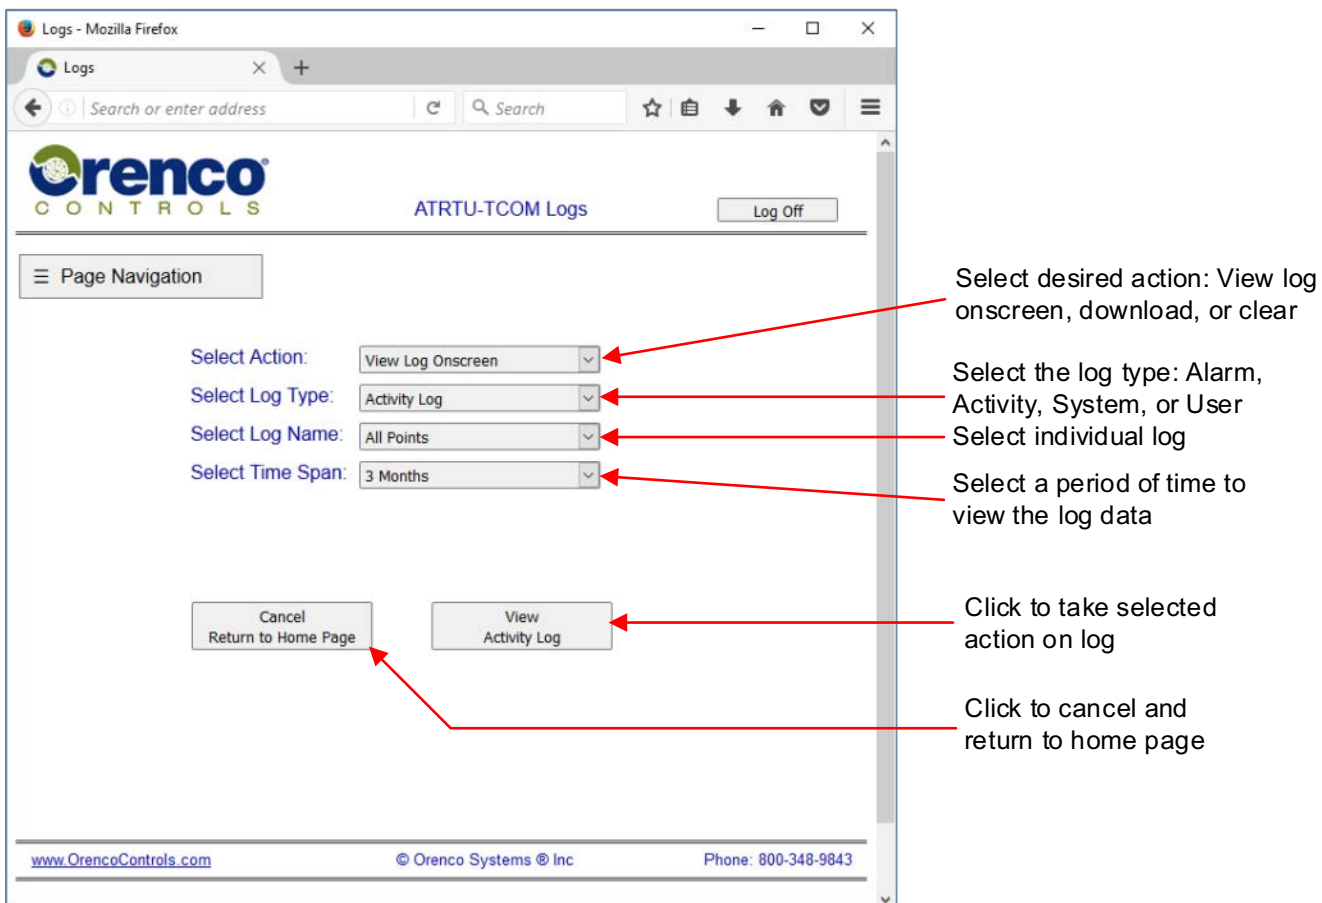 Logs - Mozilla Firefox
Logs
Search or enter address
Search
Orenco®
CONTROLS
ATRTU-TCOM Logs
Log Off
☰ Page Navigation
Select desired action: View log
onscreen, download, or clear
Select Action:
View Log Onscreen
Select the log type: Alarm,
Activity, System, or User
Select Log Type:
Activity Log
Select Log Name:
All Points
Select individual log
Select Time Span:
3 Months
Select a period of time to
view the log data
Cancel
Return to Home Page
View
Activity Log
Click to take selected
action on log
Click to cancel and
return to home page
www.OrencoControls.com
© Orenco Systems ® Inc
Phone: 800-348-9843